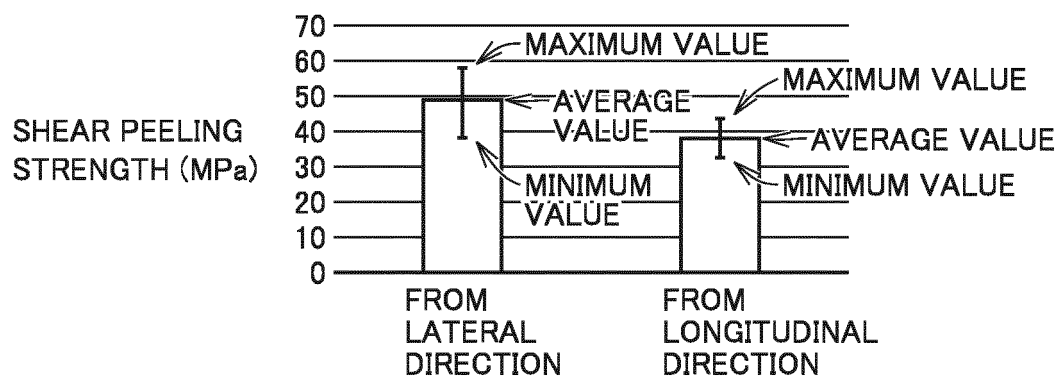 70
60
50
40
30
20
10
0
SHEAR PEELING
STRENGTH (MPa)
MAXIMUM VALUE
AVERAGE
VALUE
MINIMUM
VALUE
MAXIMUM VALUE
AVERAGE VALUE
MINIMUM VALUE
FROM
LATERAL
DIRECTION
FROM
LONGITUDINAL
DIRECTION